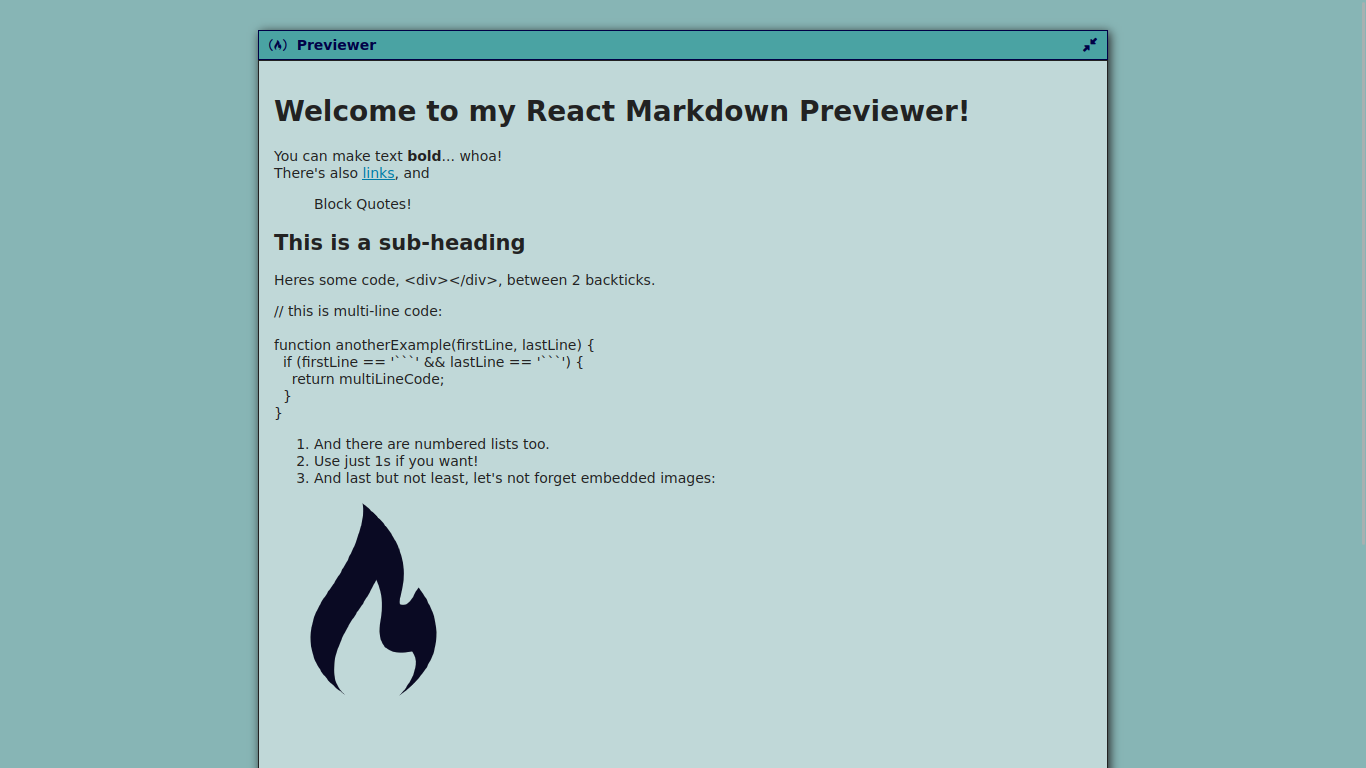 Previewer
Welcome to my React Markdown Previewer!
You can make text bold... whoa!
There's also links, and
Block Quotes!
This is a sub-heading
Heres some code, <div></div>, between 2 backticks.
// this is multi-line code:
function anotherExample(firstLine, lastLine) {
  if (firstLine == '```' && lastLine == '```') {
    return multiLineCode;
  }
}
1. And there are numbered lists too.
2. Use just 1s if you want!
3. And last but not least, let's not forget embedded images: